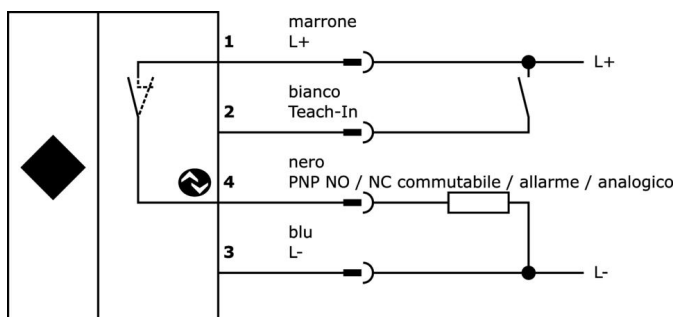 marrone
1 L+
L+
bianco
2 Teach-In
nero
4 PNP NO / NC commutabile / allarme / analogico
blu
3 L-
L-